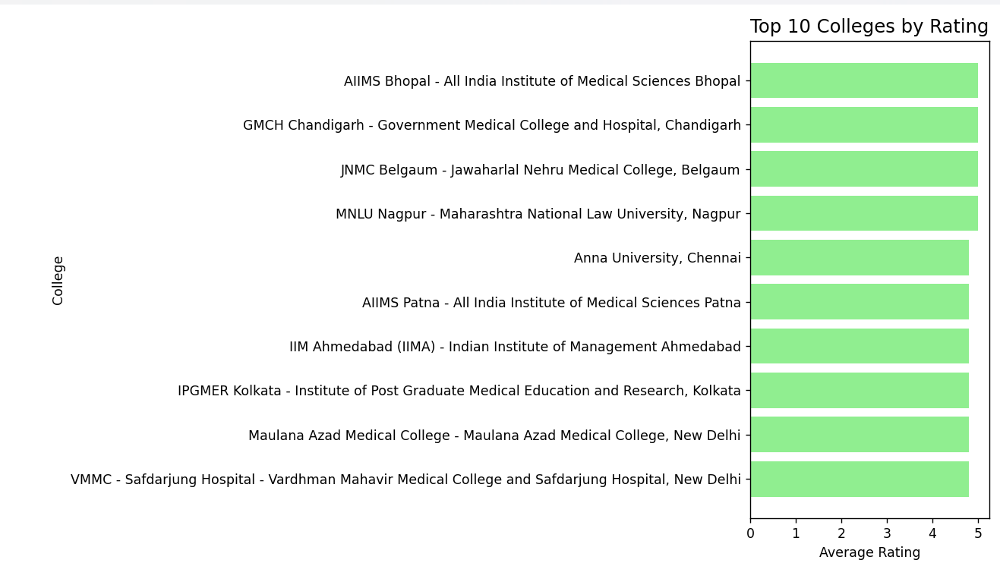 Top 10 Colleges by Rating
AIIMS Bhopal - All India Institute of Medical Sciences Bhopal
GMCH Chandigarh - Government Medical College and Hospital, Chandigarh
JNMC Belgaum - Jawaharlal Nehru Medical College, Belgaum
MNLU Nagpur - Maharashtra National Law University, Nagpur
Anna University, Chennai
AIIMS Patna - All India Institute of Medical Sciences Patna
IIM Ahmedabad (IIMA) - Indian Institute of Management Ahmedabad
IPGMER Kolkata - Institute of Post Graduate Medical Education and Research, Kolkata
Maulana Azad Medical College - Maulana Azad Medical College, New Delhi
VMMC - Safdarjung Hospital - Vardhman Mahavir Medical College and Safdarjung Hospital, New Delhi
College
0 1 2 3 4 5
Average Rating